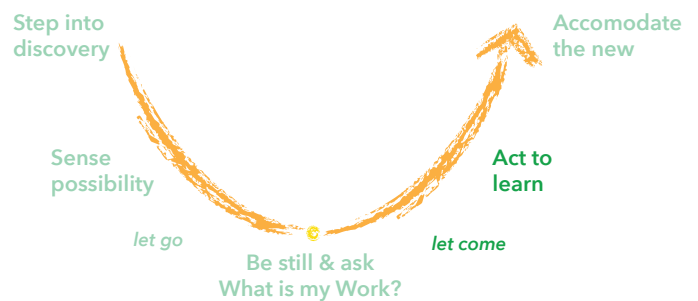 Step into
discovery
Sense
possibility
let go
Be still & ask
What is my Work?
let come
Act to
learn
Accomodate
the new